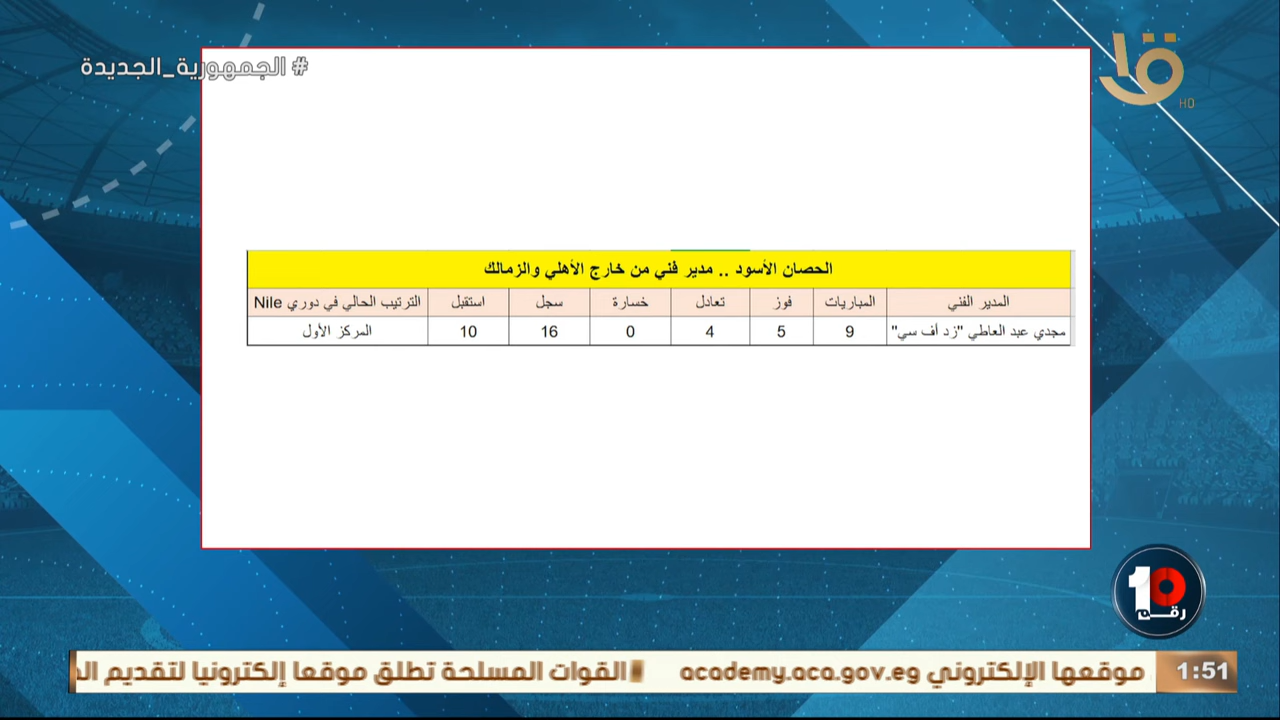 # الجمهورية_الجديدة
HD
الحصان الأسود .. مدير فني من خارج الأهلي والزمالك
المدير الفني المباريات فوز تعادل خسارة سجل استقبل الترتيب الحالي في دوري Nile
مجدي عبد العاطي "زد أف سي" 9 5 4 0 16 10 المركز الأول
رقم 10
1:51 موقعها الإلكتروني academy.aca.gov.eg القوات المسلحة تطلق موقعا إلكترونيا لتقديم